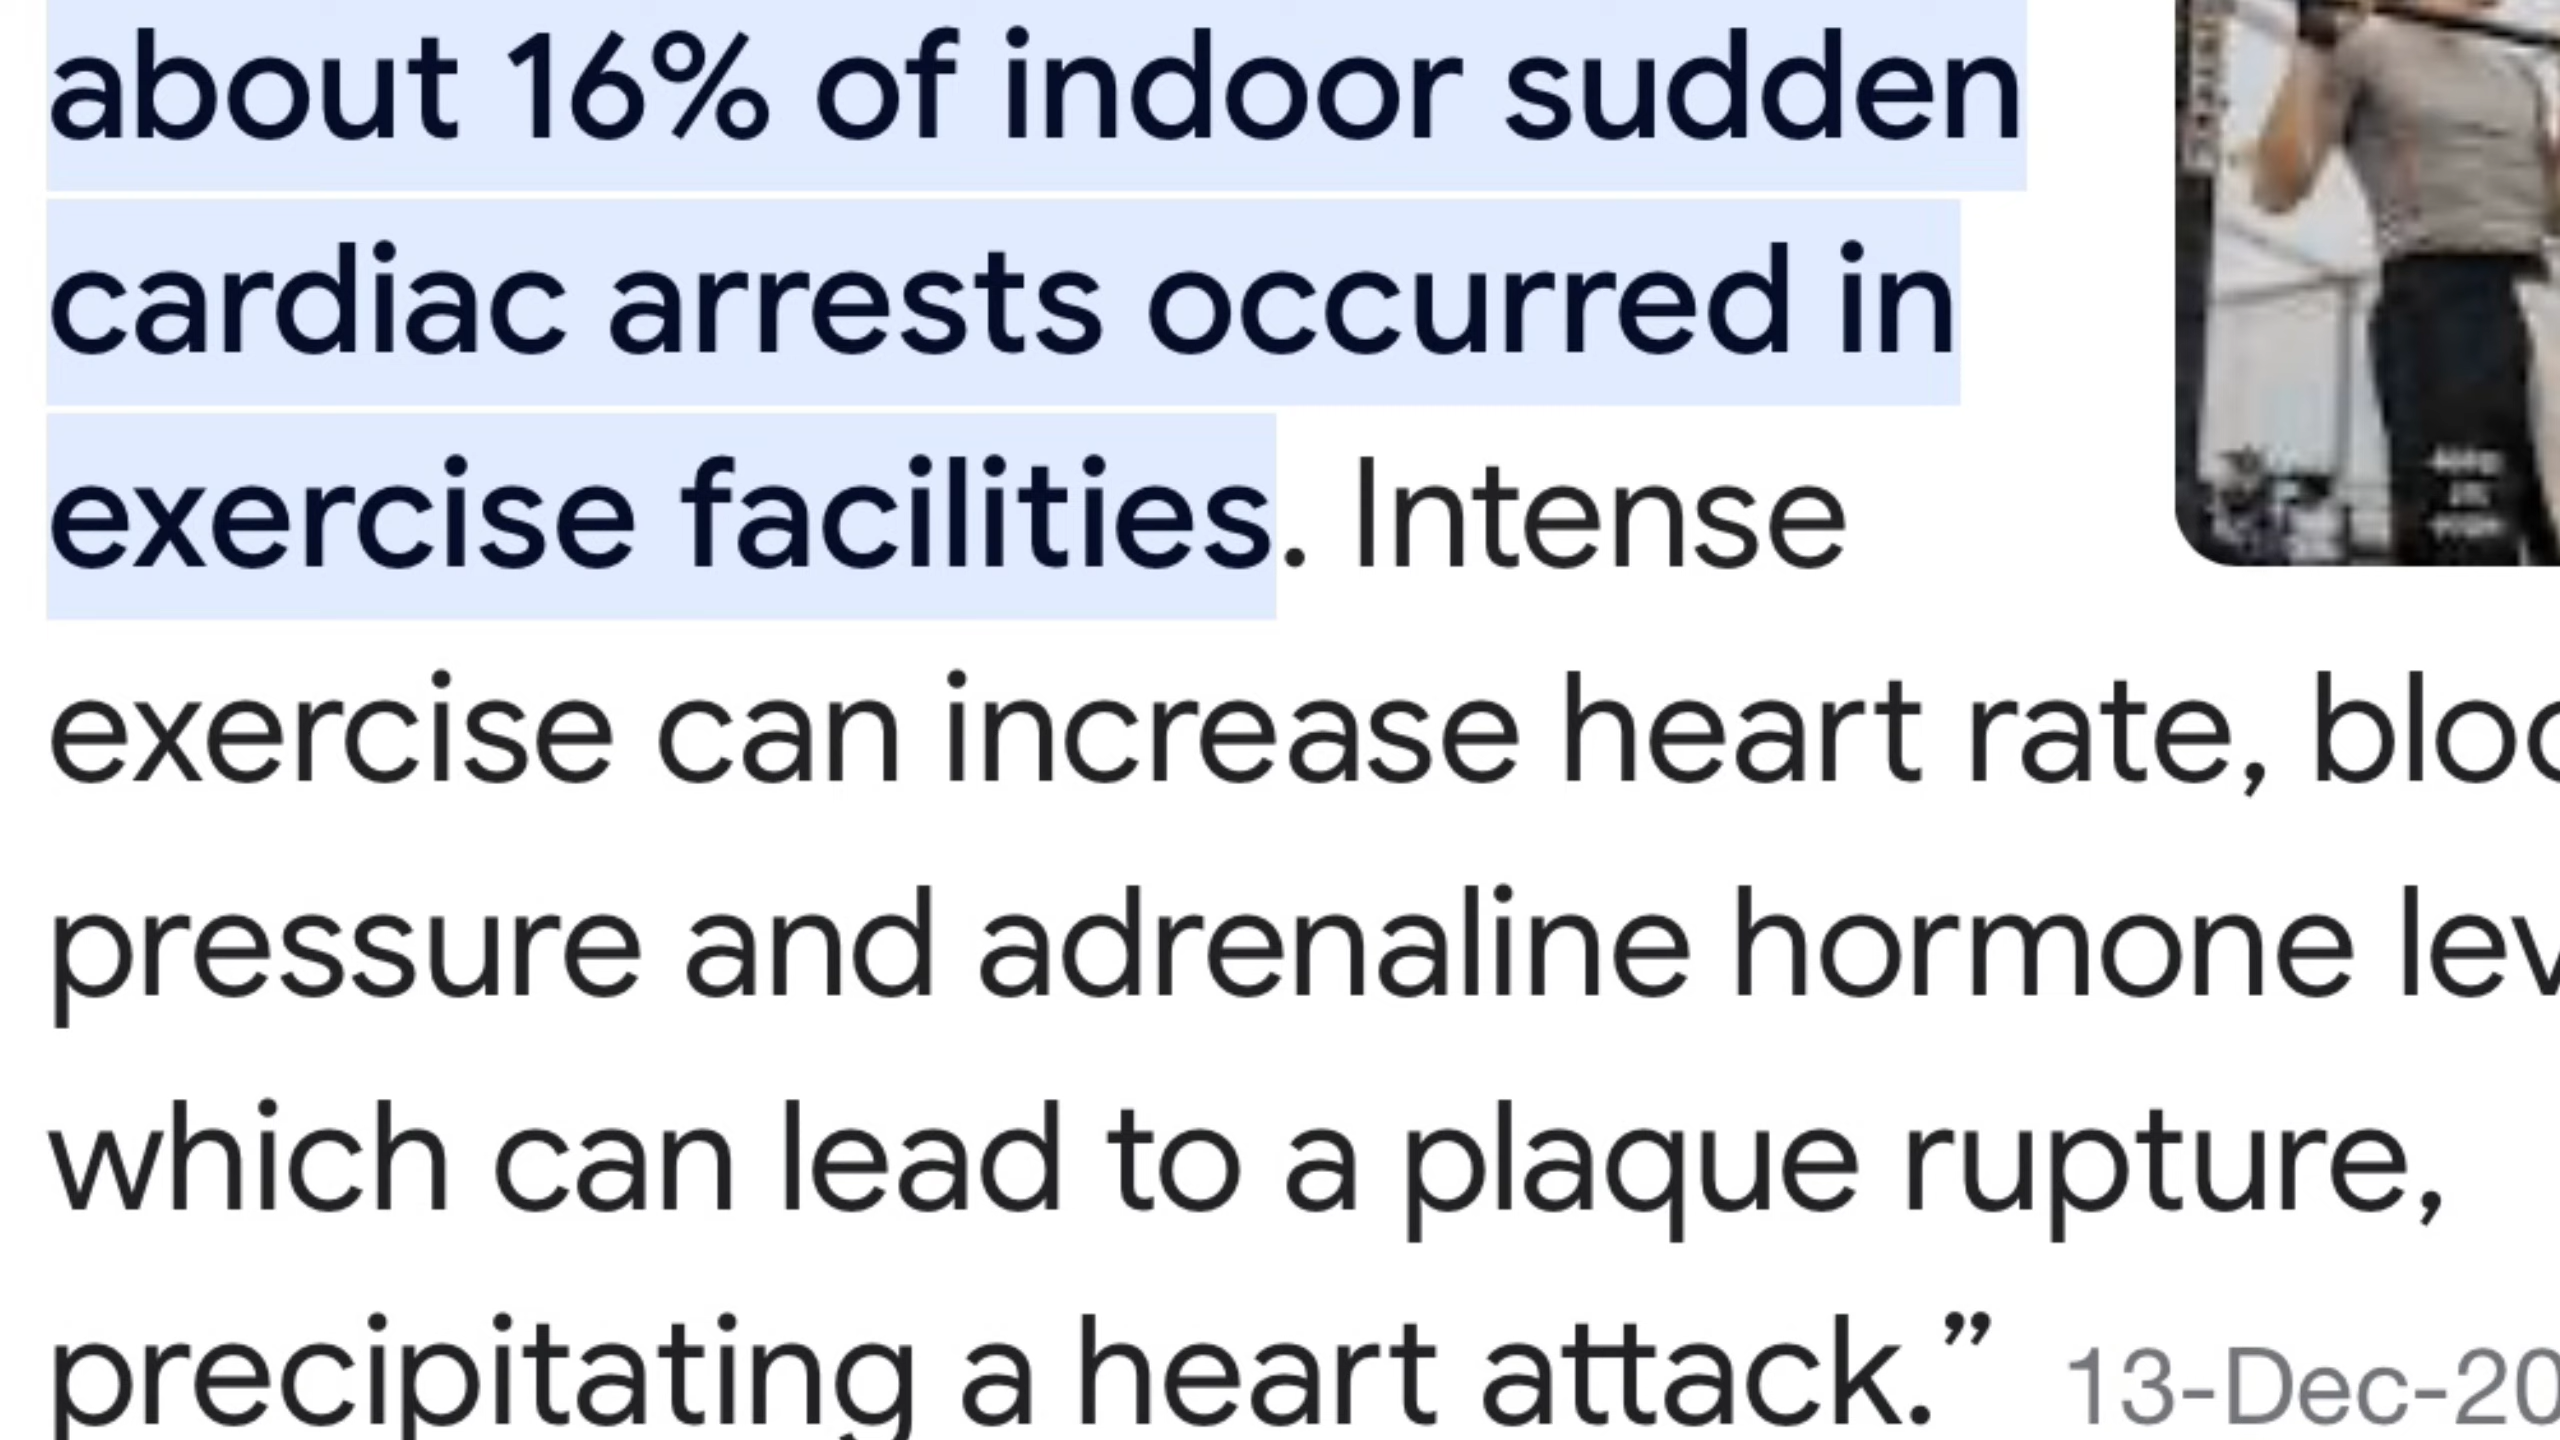 about 16% of indoor sudden
cardiac arrests occurred in
exercise facilities. Intense
exercise can increase heart rate,
pressure and adrenaline hormone
which can lead to a plaque rupture,
precipitating a heart attack.” 13-Dec-20